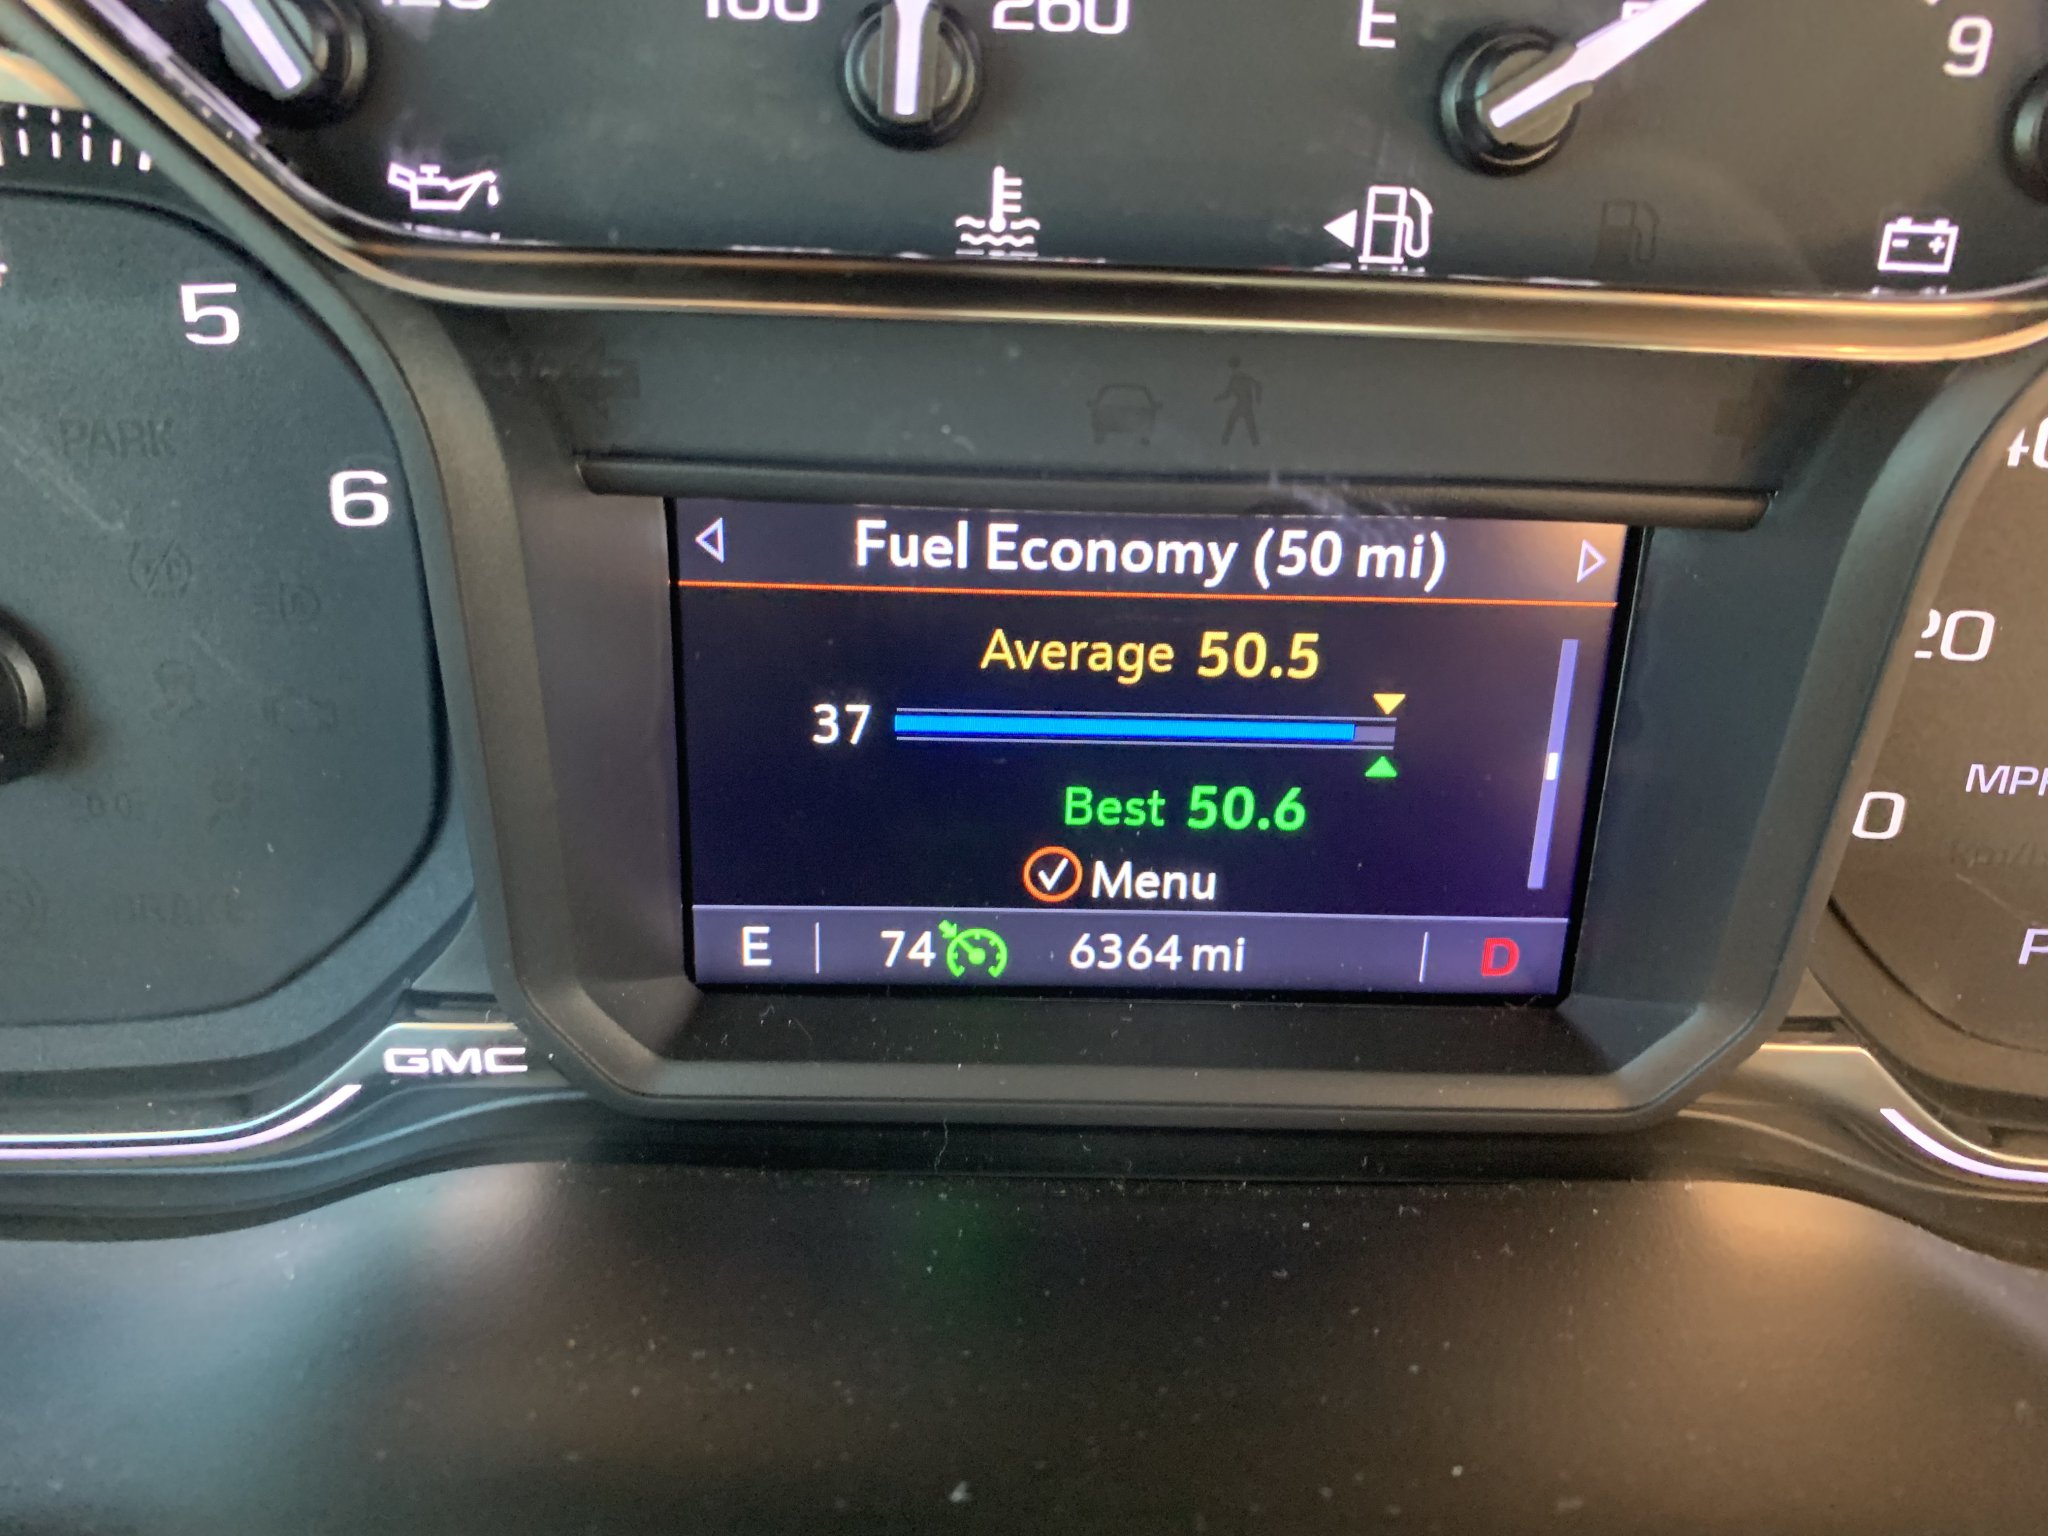 260
E
9
5
PARK
6
Fuel Economy (50 mi)
Average 50.5
37
Best 50.6
Menu
E 74 6364 mi D
20
0
GMC